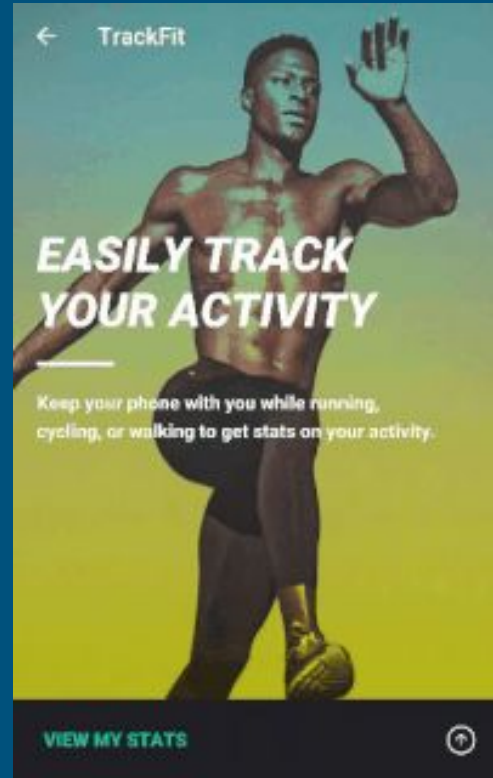 TrackFit
EASILY TRACK
YOUR ACTIVITY
Keep your phone with you while running,
cycling, or walking to get stats on your activity.
VIEW MY STATS